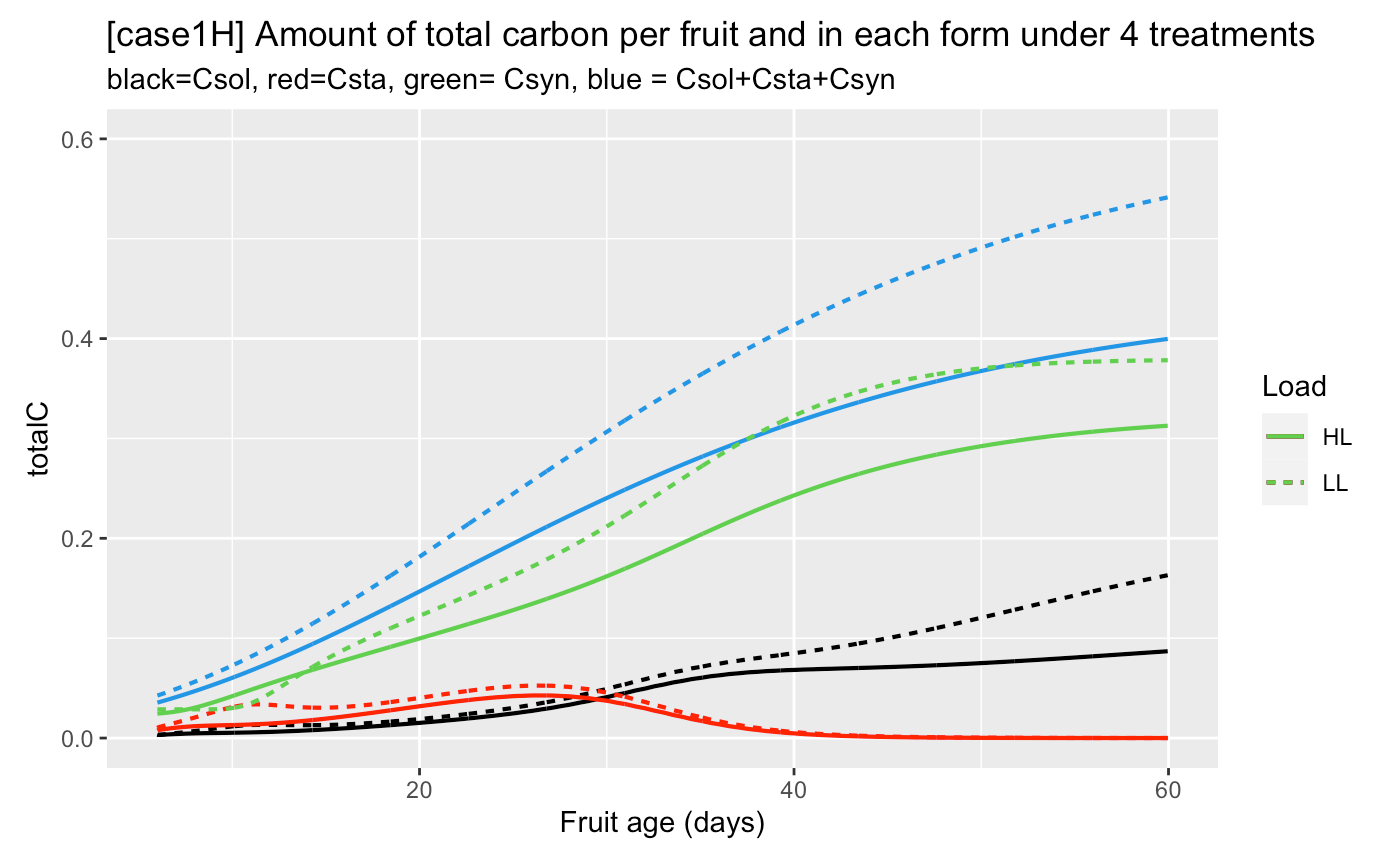 [case1H] Amount of total carbon per fruit and in each form under 4 treatments
black=Csol, red=Csta, green= Csyn, blue = Csol+Csta+Csyn
0.6
0.4
0.2
0.0
totalC
20 40 60
Fruit age (days)
Load
HL
LL